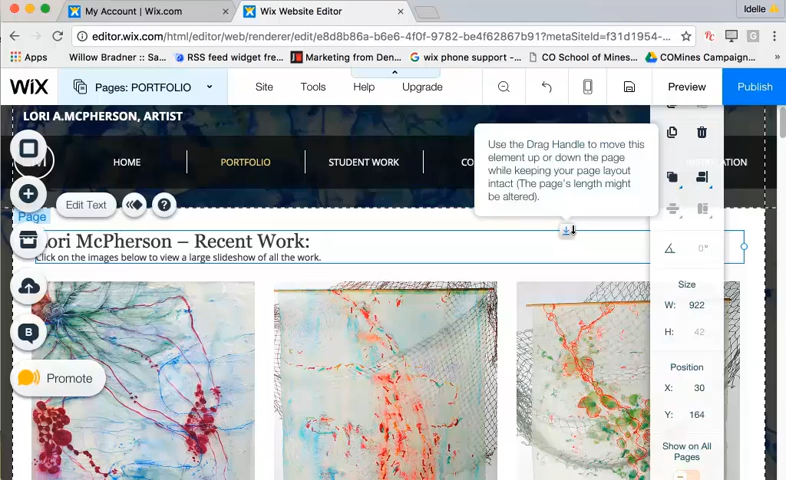 My Account | Wix.com
Wix Website Editor
Idelle
editor.wix.com/html/editor/web/renderer/edit/e8d8b86a-b6e6-4f0f-9782-be4f62867b91?metaSiteId=f31d1954-...
Apps
Willow Bradner :: Sa...
RSS feed widget fre...
Marketing from Den...
wix phone support -...
CO School of Mines...
COMines Campaign...
WiX
Pages: PORTFOLIO
Site
Tools
Help
Upgrade
Preview
Publish
LORI A.MCPHERSON, ARTIST
HOME
PORTFOLIO
STUDENT WORK
CO
ATION
Use the Drag Handle to move this
element up or down the page
while keeping your page layout
intact (The page's length might
be altered).
Edit Text
?
Page
Lori McPherson – Recent Work:
Click on the images below to view a large slideshow of all the work.
0°
Size
W: 922
H: 42
Position
X: 30
Y: 164
Show on All
Pages
B
Promote